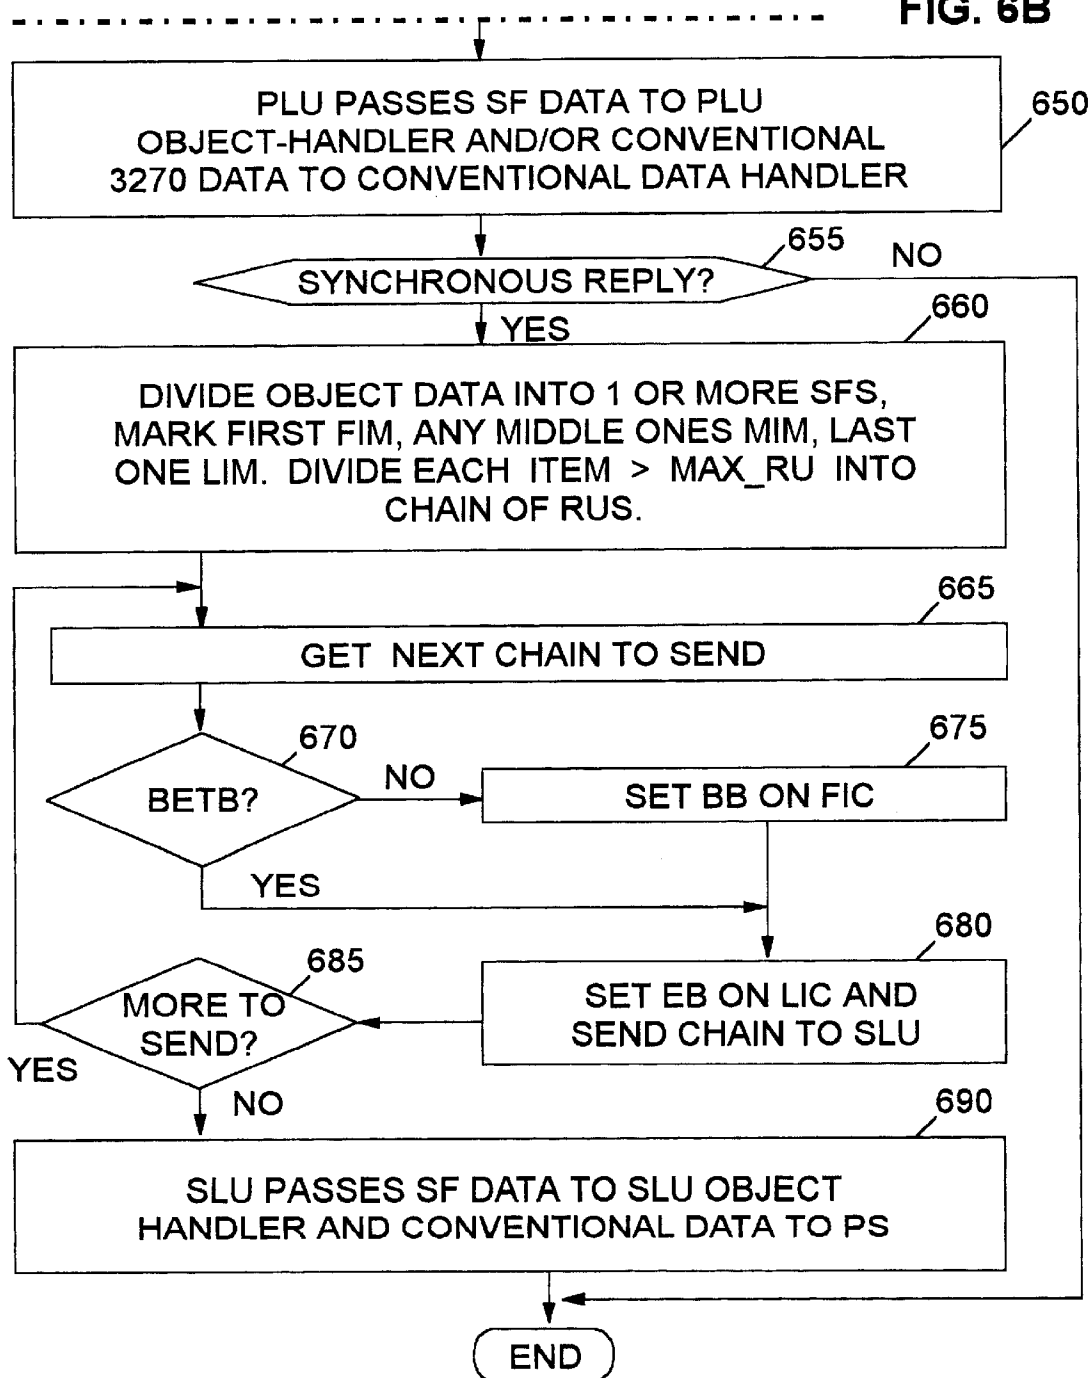 FIG. 6B
PLU PASSES SF DATA TO PLU
OBJECT-HANDLER AND/OR CONVENTIONAL
3270 DATA TO CONVENTIONAL DATA HANDLER
650
SYNCHRONOUS REPLY?
655
NO
YES
660
DIVIDE OBJECT DATA INTO 1 OR MORE SFS,
MARK FIRST FIM, ANY MIDDLE ONES MIM, LAST
ONE LIM. DIVIDE EACH ITEM > MAX_RU INTO
CHAIN OF RUS.
665
GET NEXT CHAIN TO SEND
670
BETB?
NO
675
SET BB ON FIC
YES
680
SET EB ON LIC AND
SEND CHAIN TO SLU
685
MORE TO
SEND?
YES
NO
690
SLU PASSES SF DATA TO SLU OBJECT
HANDLER AND CONVENTIONAL DATA TO PS
END